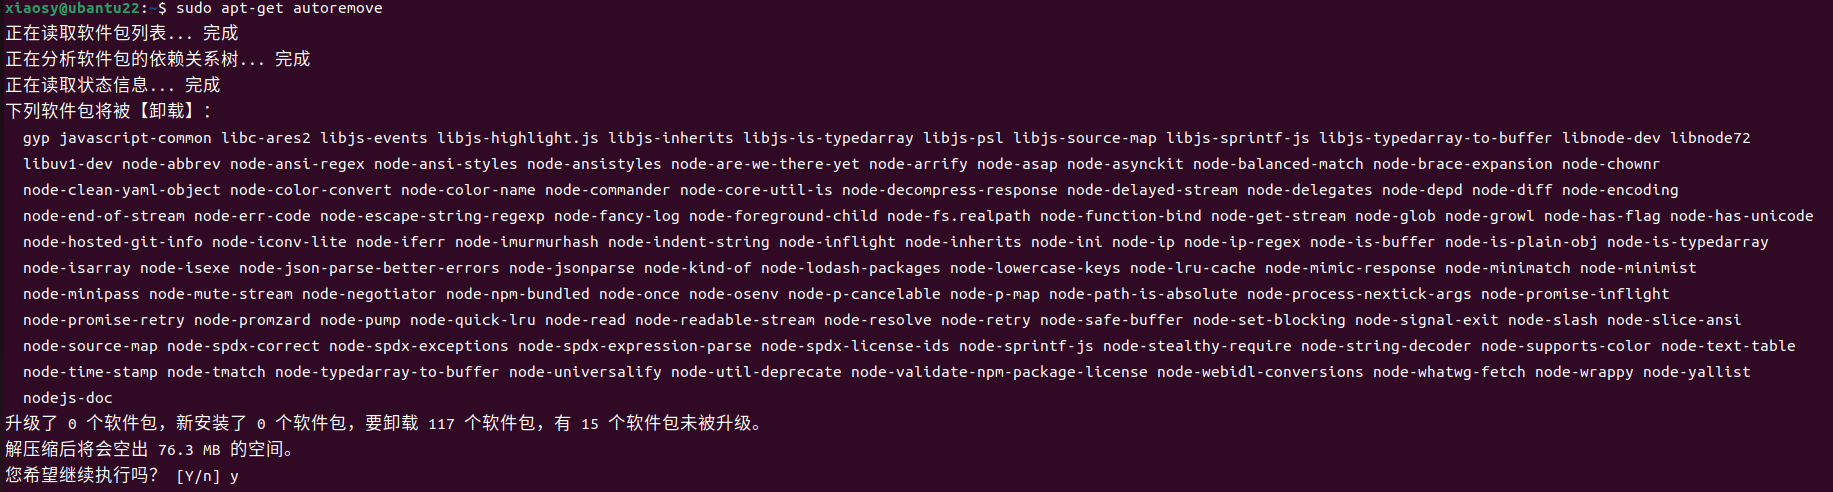 xiaosy@ubantu22:~$ sudo apt-get autoremove
正在读取软件包列表... 完成
正在分析软件包的依赖关系树... 完成
正在读取状态信息... 完成
下列软件包将被【卸载】：
gyp javascript-common libc-ares2 libjs-events libjs-highlight.js libjs-inherits libjs-is-typedarray libjs-psl libjs-source-map libjs-sprintf-js libjs-typedarray-to-buffer libnode-dev libnode72
libuv1-dev node-abbrev node-ansi-regex node-ansi-styles node-ansistyles node-are-we-there-yet node-arrify node-asap node-asynckit node-balanced-match node-brace-expansion node-chownr
node-clean-yaml-object node-color-convert node-color-name node-commander node-core-util-is node-decompress-response node-delayed-stream node-delegates node-depd node-diff node-encoding
node-end-of-stream node-err-code node-escape-string-regexp node-fancy-log node-foreground-child node-fs.realpath node-function-bind node-get-stream node-glob node-growl node-has-flag node-has-unicode
node-hosted-git-info node-iconv-lite node-iferr node-imurmurhash node-indent-string node-inflight node-inherits node-ini node-ip node-ip-regex node-is-buffer node-is-plain-obj node-is-typedarray
node-isarray node-isexe node-json-parse-better-errors node-jsonparse node-kind-of node-lodash-packages node-lowercase-keys node-lru-cache node-mimic-response node-minimatch node-minimist
node-minipass node-mute-stream node-negotiator node-npm-bundled node-once node-osenv node-p-cancelable node-p-map node-path-is-absolute node-process-nextick-args node-promise-inflight
node-promise-retry node-promzard node-pump node-quick-lru node-read node-readable-stream node-resolve node-retry node-safe-buffer node-set-blocking node-signal-exit node-slash node-slice-ansi
node-source-map node-spdx-correct node-spdx-exceptions node-spdx-expression-parse node-spdx-license-ids node-sprintf-js node-stealthy-require node-string-decoder node-supports-color node-text-table
node-time-stamp node-tmatch node-typedarray-to-buffer node-universalify node-util-deprecate node-validate-npm-package-license node-webidl-conversions node-whatwg-fetch node-wrappy node-yallist
nodejs-doc
升级了 0 个软件包，新安装了 0 个软件包，要卸载 117 个软件包，有 15 个软件包未被升级。
解压缩后将会空出 76.3 MB 的空间。
您希望继续执行吗？ [Y/n] y